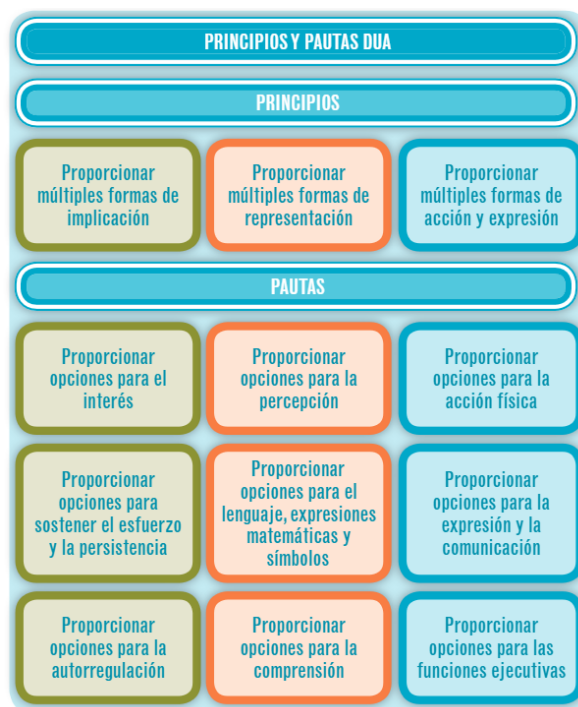 PRINCIPIOS Y PAUTAS DUA
PRINCIPIOS
Proporcionar
múltiples formas de
implicación
Proporcionar
múltiples formas de
representación
Proporcionar
múltiples formas de
acción y expresión
PAUTAS
Proporcionar
opciones para el
interés
Proporcionar
opciones para la
percepción
Proporcionar
opciones para la
acción física
Proporcionar
opciones para
sostener el esfuerzo
y la persistencia
Proporcionar
opciones para el
lenguaje, expresiones
matemáticas y
símbolos
Proporcionar
opciones para la
expresión y la
comunicación
Proporcionar
opciones para la
autorregulación
Proporcionar
opciones para la
comprensión
Proporcionar
opciones para las
funciones ejecutivas